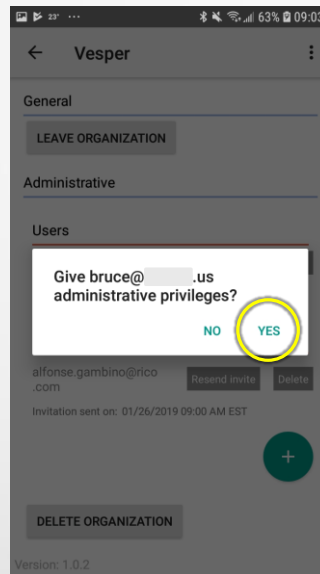 23° ... 63% 09:03
Vesper
General
LEAVE ORGANIZATION
Administrative
Users
Give bruce@ .us
administrative privileges?
NO YES
alfonse.gambino@rico
.com
Resend invite Delete
Invitation sent on: 01/26/2019 09:00 AM EST
+
DELETE ORGANIZATION
Version: 1.0.2